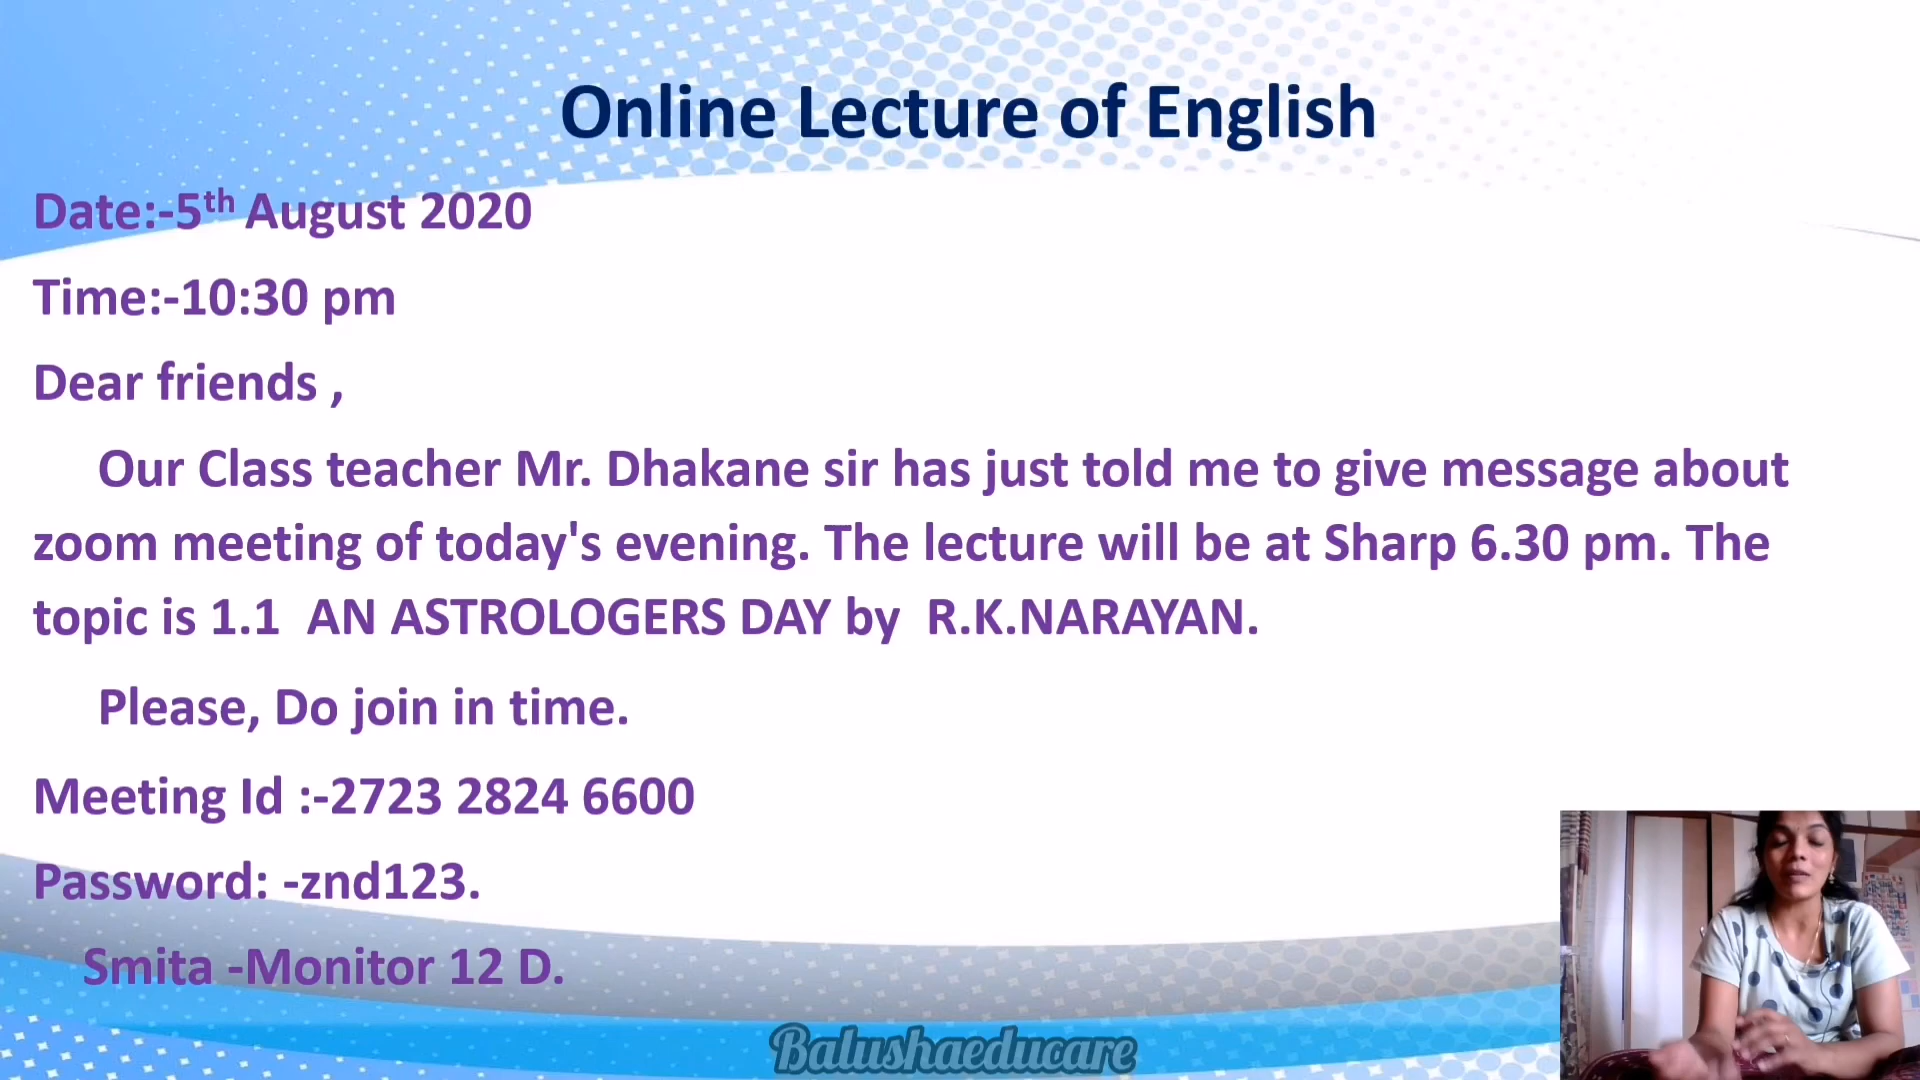 Online Lecture of English
Date:-5th August 2020
Time:-10:30 pm
Dear friends ,
Our Class teacher Mr. Dhakane sir has just told me to give message about
zoom meeting of today's evening. The lecture will be at Sharp 6.30 pm. The
topic is 1.1 AN ASTROLOGERS DAY by R.K.NARAYAN.
Please, Do join in time.
Meeting Id :-2723 2824 6600
Password: -znd123.
Smita -Monitor 12 D.
Balushaeducare